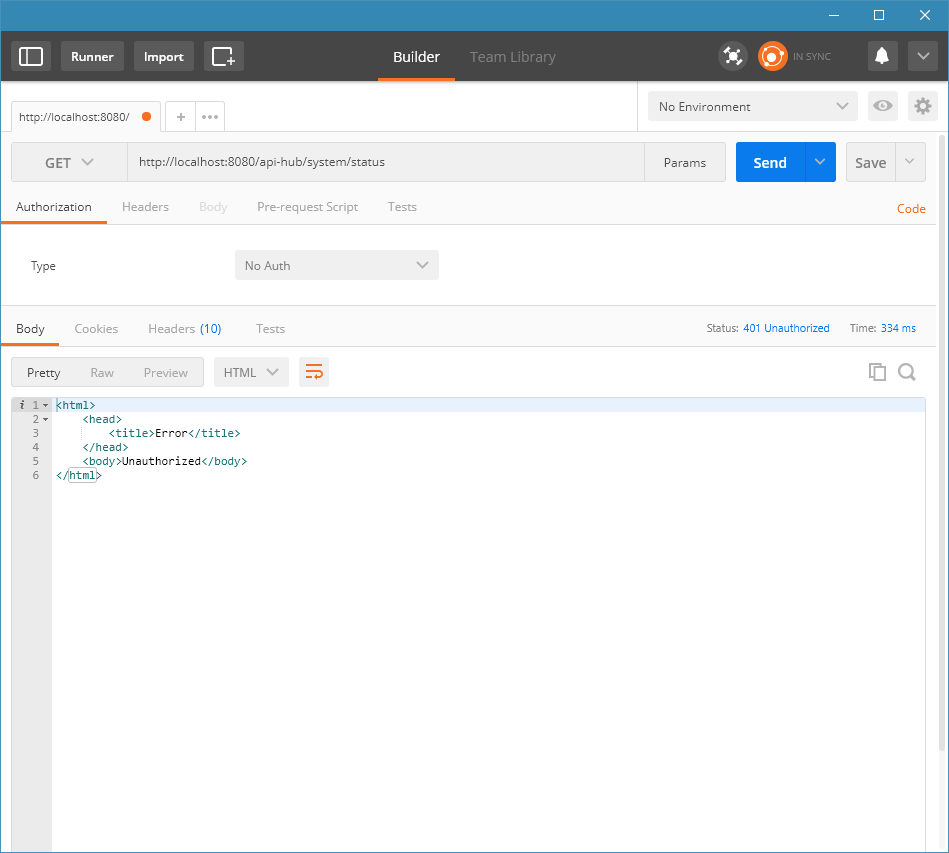 Runner Import Builder Team Library IN SYNC
http://localhost:8080/ + ••• No Environment
GET http://localhost:8080/api-hub/system/status Params Send Save
Authorization Headers Body Pre-request Script Tests Code
Type No Auth
Body Cookies Headers (10) Tests Status: 401 Unauthorized Time: 334 ms
Pretty Raw Preview HTML
i 1 <html>
2 <head>
3 <title>Error</title>
4 </head>
5 <body>Unauthorized</body>
6 </html>